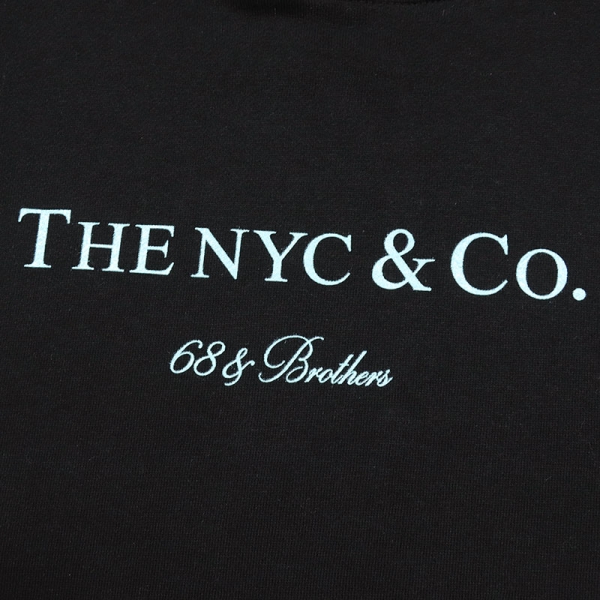 THE NYC & CO.
68 & Brothers